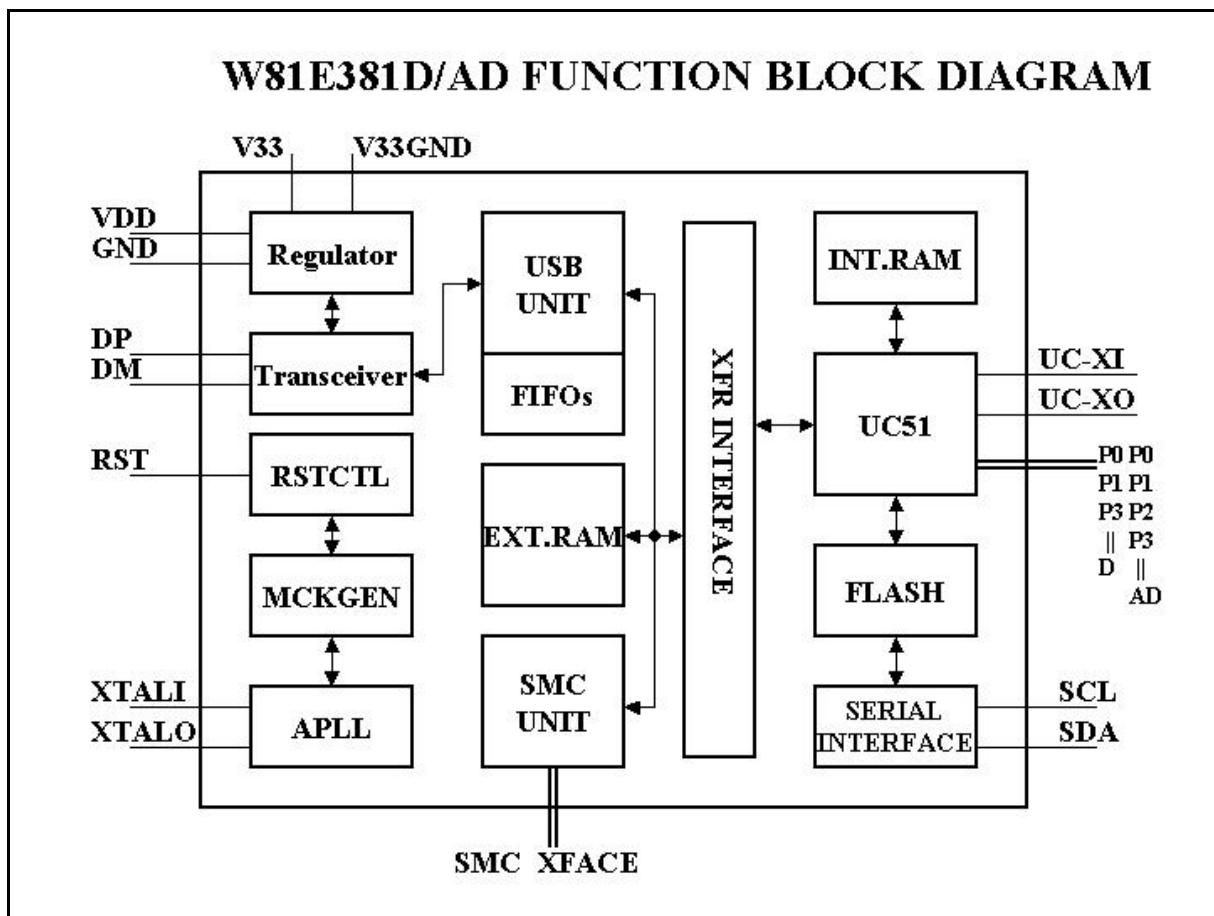 W81E381D/AD FUNCTION BLOCK DIAGRAM
V33
V33GND
VDD
GND
Regulator
USB
UNIT
INT.RAM
DP
DM
Transceiver
FIFOs
XFR INTERFACE
UC51
UC-XI
UC-XO
RST
RSTCTL
P0 P0
P1 P1
P3 P2
|| P3
D ||
AD
EXT.RAM
MCKGEN
FLASH
XTALI
XTALO
APLL
SMC
UNIT
SERIAL
INTERFACE
SCL
SDA
SMC XFACE